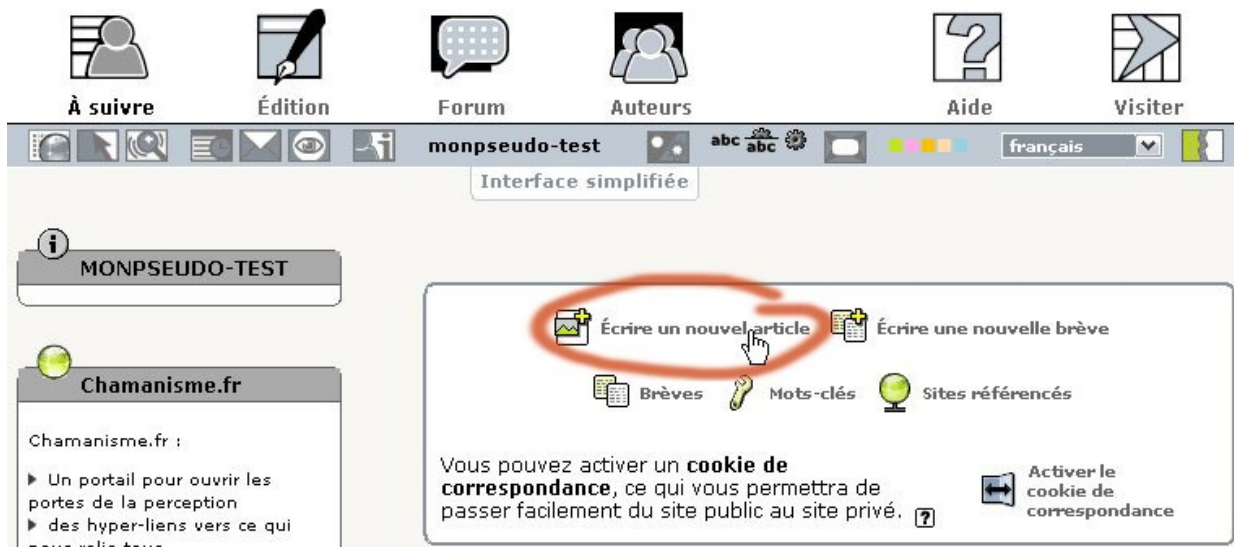 À suivre Édition Forum Auteurs Aide Visiter
monpseudo-test abc abc français
Interface simplifiée
MONPSEUDO-TEST
Écrire un nouvel article Écrire une nouvelle brève
Chamanisme.fr
Brèves Mots-clés Sites référencés
Chamanisme.fr :
Un portail pour ouvrir les
portes de la perception
des hyper-liens vers ce qui
nous relie tous
Vous pouvez activer un cookie de
correspondance, ce qui vous permettra de
passer facilement du site public au site privé. ?
Activer le
cookie de
correspondance